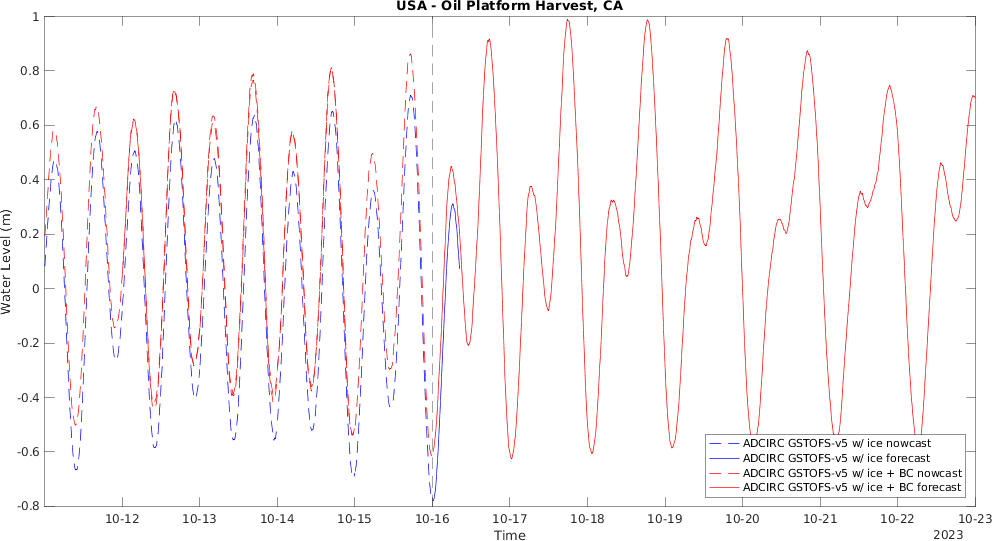 USA - Oil Platform Harvest, CA
1
0.8
0.6
0.4
0.2
0
-0.2
-0.4
-0.6
-0.8
Water Level (m)
ADCIRC GSTOFS-v5 w/ ice nowcast
ADCIRC GSTOFS-v5 w/ ice forecast
ADCIRC GSTOFS-v5 w/ ice + BC nowcast
ADCIRC GSTOFS-v5 w/ ice + BC forecast
10-12 10-13 10-14 10-15 10-16 10-17 10-18 10-19 10-20 10-21 10-22 10-23
Time
2023